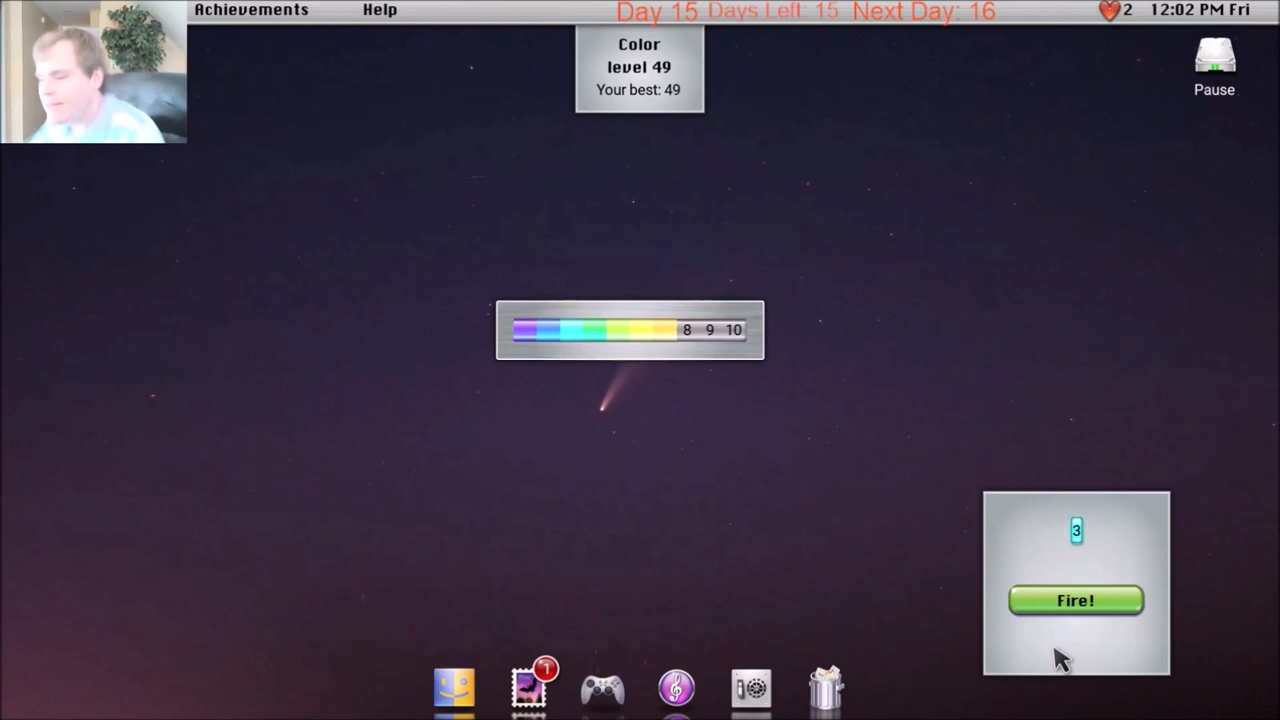 Achievements Help Day 15 Days Left: 15 Next Day: 16 2 12:02 PM Fri
Color
level 49
Your best: 49
Pause
8 9 10
3
Fire!
1